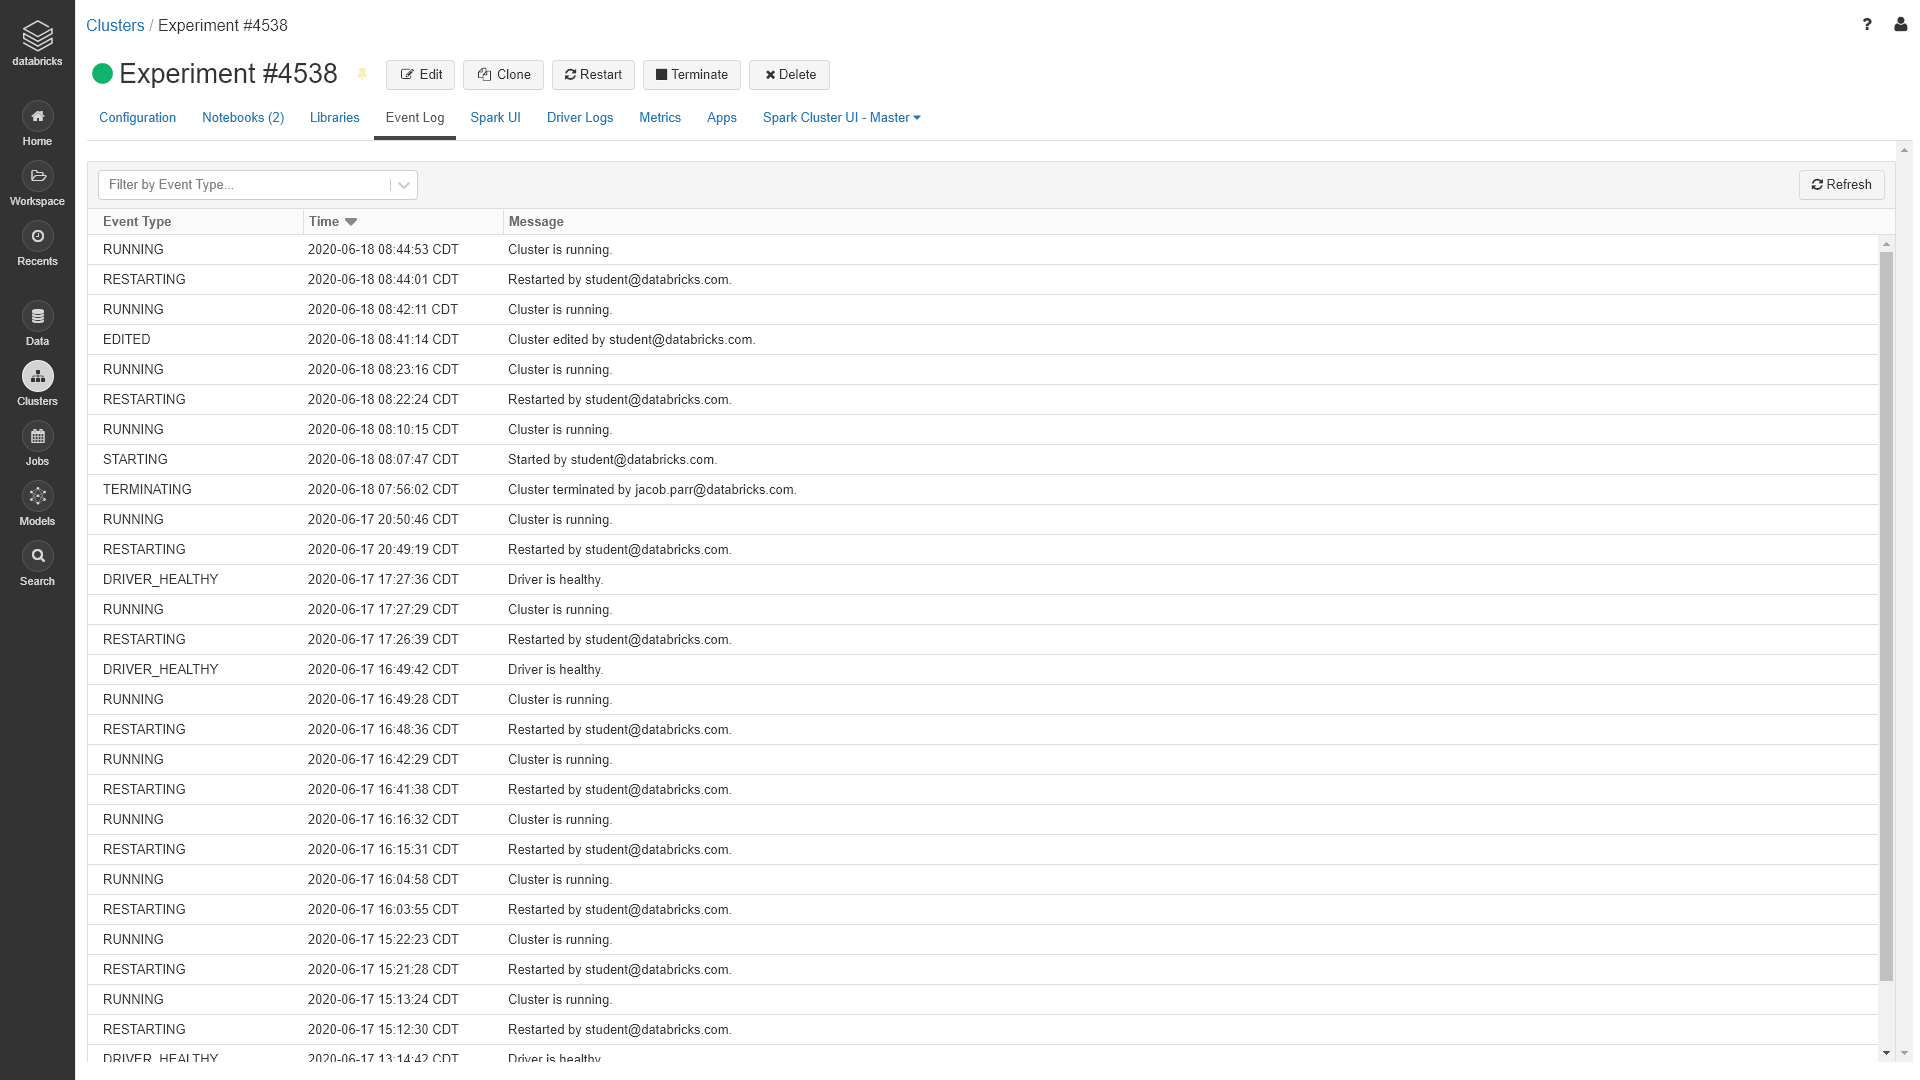 databricks
Home
Workspace
Recents
Data
Clusters
Jobs
Models
Search
Clusters / Experiment #4538
?
Experiment #4538 Edit Clone Restart Terminate Delete
Configuration Notebooks (2) Libraries Event Log Spark UI Driver Logs Metrics Apps Spark Cluster UI - Master
Filter by Event Type... Refresh
Event Type Time Message
RUNNING 2020-06-18 08:44:53 CDT Cluster is running.
RESTARTING 2020-06-18 08:44:01 CDT Restarted by student@databricks.com.
RUNNING 2020-06-18 08:42:11 CDT Cluster is running.
EDITED 2020-06-18 08:41:14 CDT Cluster edited by student@databricks.com.
RUNNING 2020-06-18 08:23:16 CDT Cluster is running.
RESTARTING 2020-06-18 08:22:24 CDT Restarted by student@databricks.com.
RUNNING 2020-06-18 08:10:15 CDT Cluster is running.
STARTING 2020-06-18 08:07:47 CDT Started by student@databricks.com.
TERMINATING 2020-06-18 07:56:02 CDT Cluster terminated by jacob.parr@databricks.com.
RUNNING 2020-06-17 20:50:46 CDT Cluster is running.
RESTARTING 2020-06-17 20:49:19 CDT Restarted by student@databricks.com.
DRIVER_HEALTHY 2020-06-17 17:27:36 CDT Driver is healthy.
RUNNING 2020-06-17 17:27:29 CDT Cluster is running.
RESTARTING 2020-06-17 17:26:39 CDT Restarted by student@databricks.com.
DRIVER_HEALTHY 2020-06-17 16:49:42 CDT Driver is healthy.
RUNNING 2020-06-17 16:49:28 CDT Cluster is running.
RESTARTING 2020-06-17 16:48:36 CDT Restarted by student@databricks.com.
RUNNING 2020-06-17 16:42:29 CDT Cluster is running.
RESTARTING 2020-06-17 16:41:38 CDT Restarted by student@databricks.com.
RUNNING 2020-06-17 16:16:32 CDT Cluster is running.
RESTARTING 2020-06-17 16:15:31 CDT Restarted by student@databricks.com.
RUNNING 2020-06-17 16:04:58 CDT Cluster is running.
RESTARTING 2020-06-17 16:03:55 CDT Restarted by student@databricks.com.
RUNNING 2020-06-17 15:22:23 CDT Cluster is running.
RESTARTING 2020-06-17 15:21:28 CDT Restarted by student@databricks.com.
RUNNING 2020-06-17 15:13:24 CDT Cluster is running.
RESTARTING 2020-06-17 15:12:30 CDT Restarted by student@databricks.com.
DRIVER_HEALTHY 2020-06-17 13:14:42 CDT Driver is healthy.